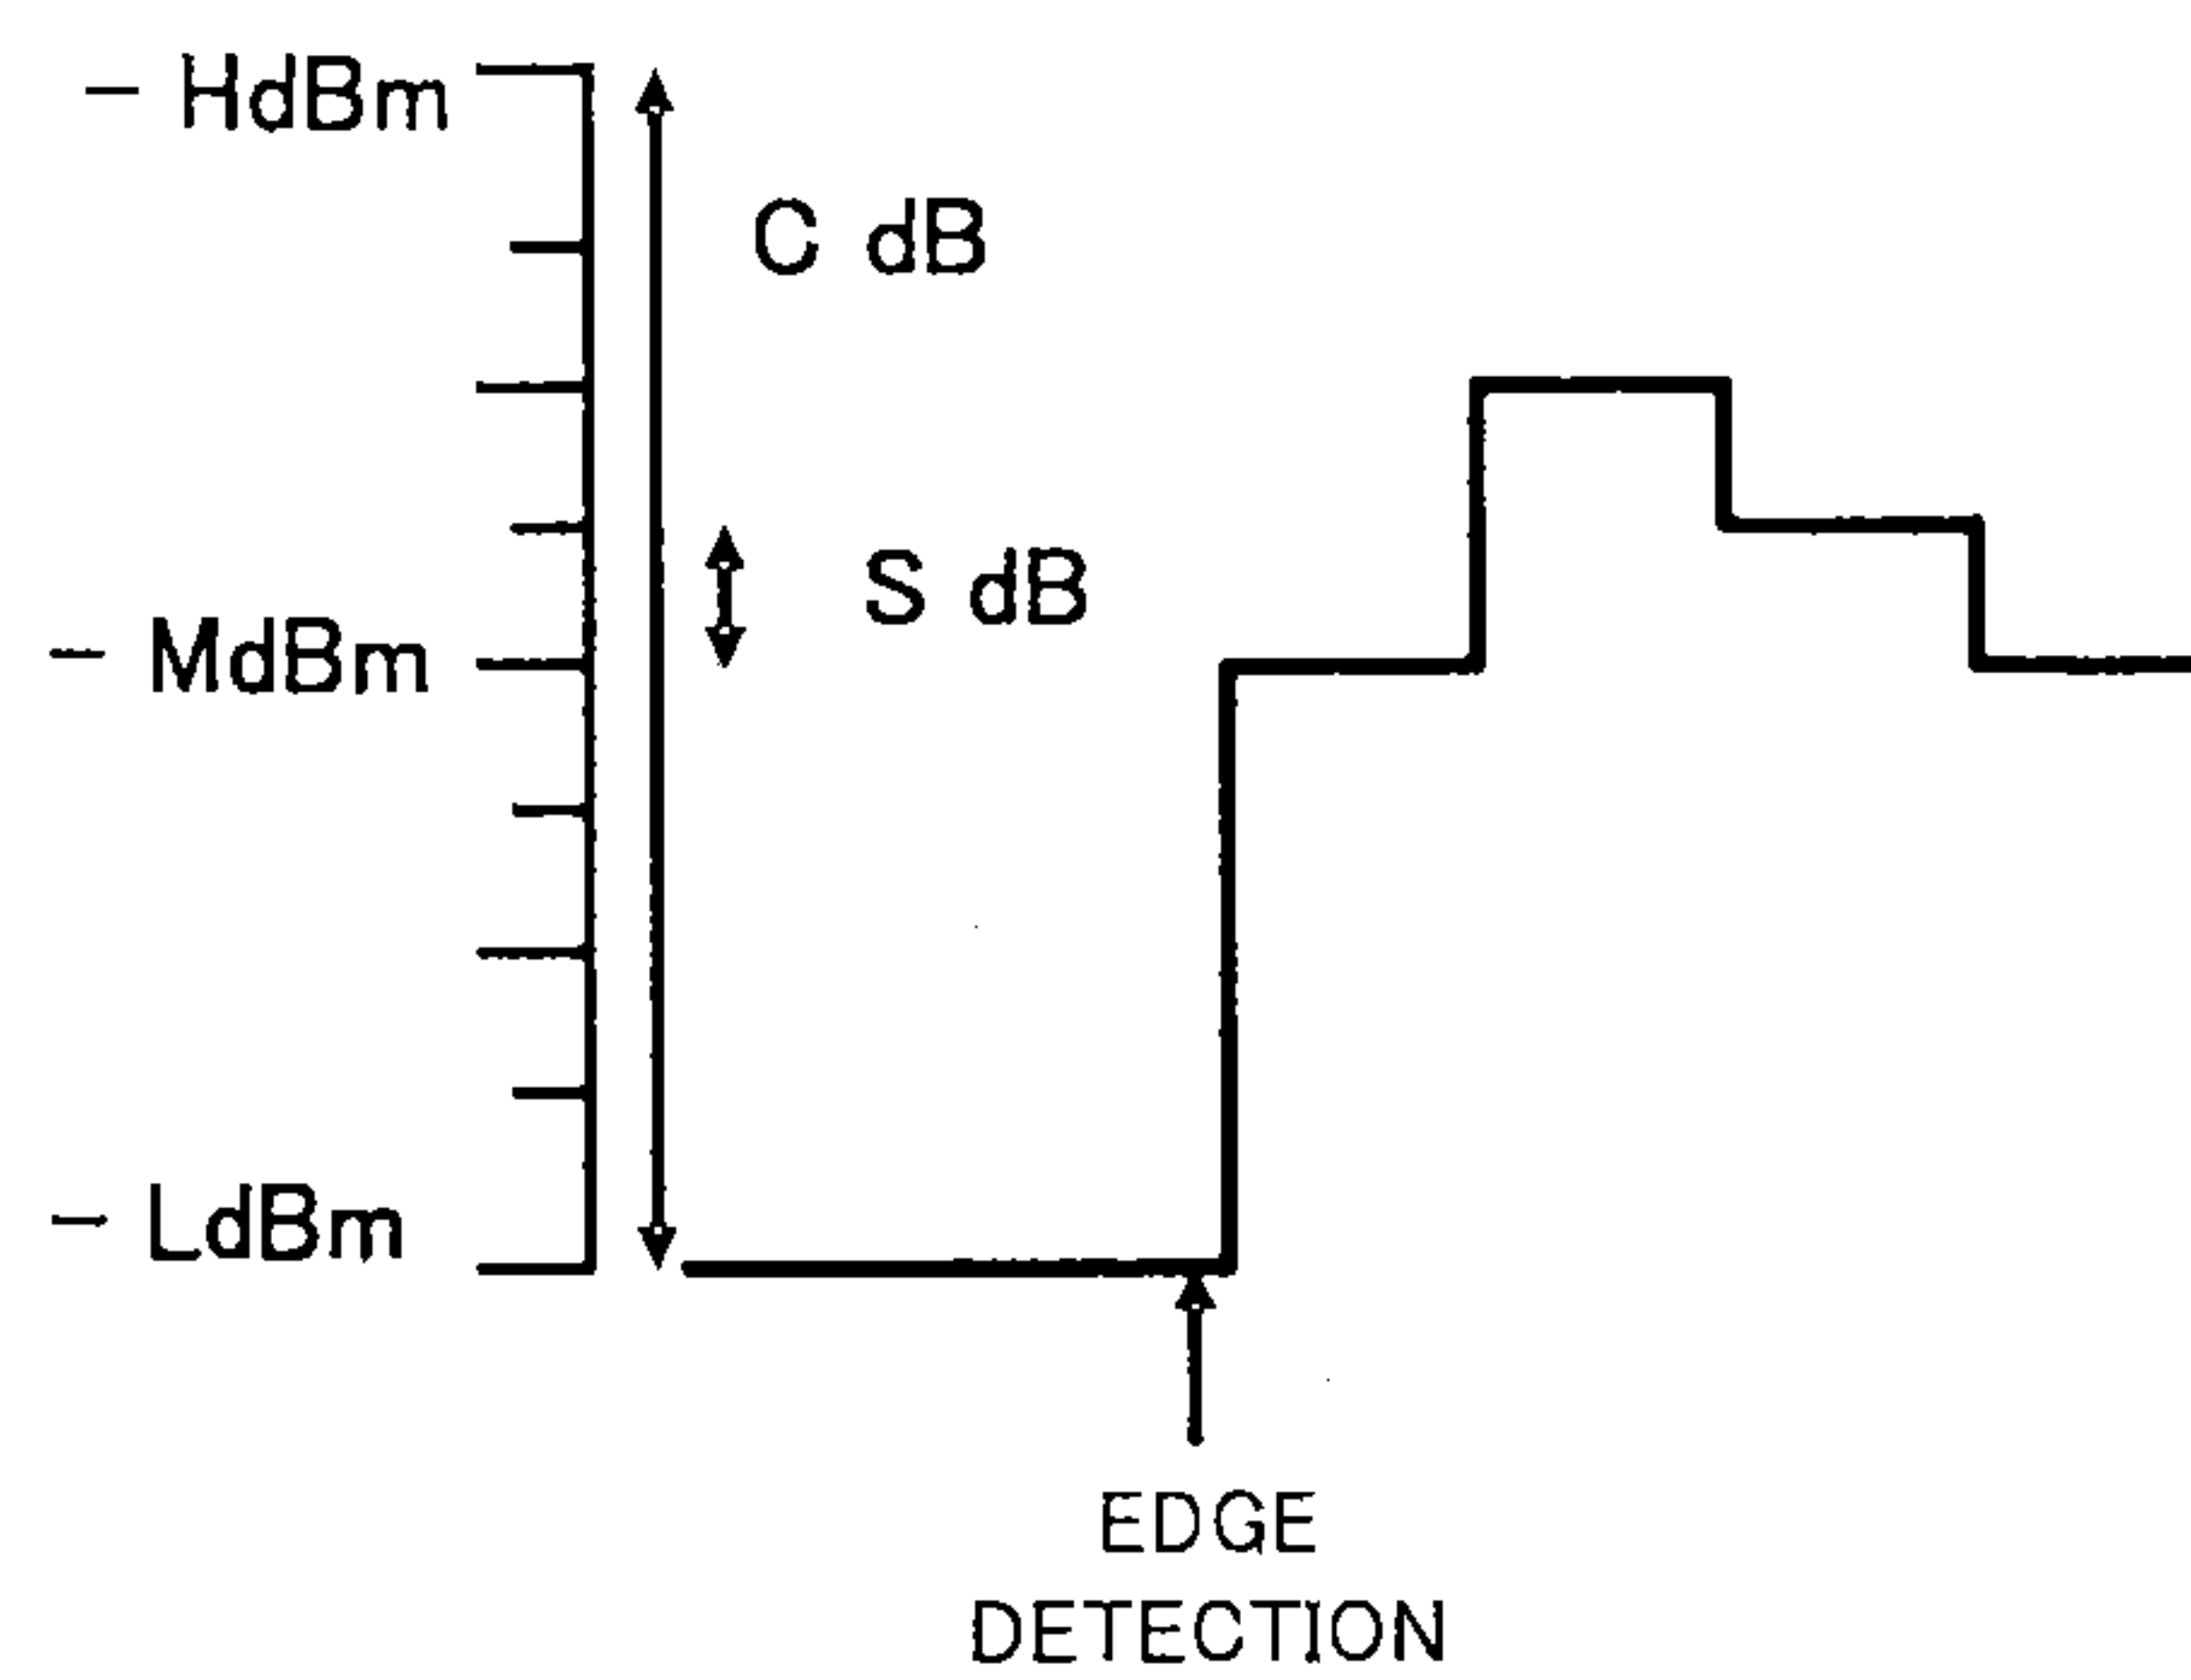 — HdBm
C dB
S dB
— MdBm
— LdBm
EDGE
DETECTION